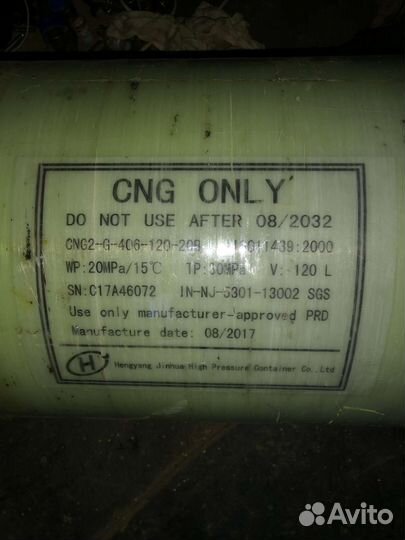 CNG ONLY
DO NOT USE AFTER 08/2032
CNG2-G-406-120-20B 11439:2000
WP:20MPa/15℃ TP:30MPa V: 120 L
SN:C17A46072 IN-NJ-5301-13002 SGS
Use only manufacturer-approved PRD
Manufacture date: 08/2017
H Hengyang Jinhua High Pressure Container Co., Ltd
Avito